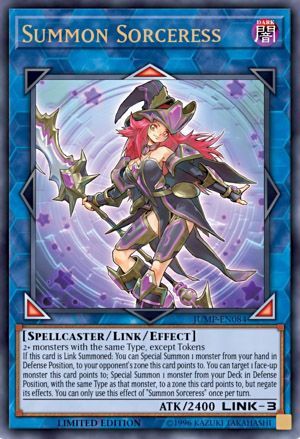 SUMMON SORCERESS
DARK
闇
JUMP-EN084
[SPELLCASTER/LINK/EFFECT]
2+ monsters with the same Type, except Tokens
If this card is Link Summoned: You can Special Summon 1 monster from your hand in
Defense Position, to your opponent's zone this card points to. You can target 1 face-up
monster this card points to; Special Summon 1 monster from your Deck in Defense
Position, with the same Type as that monster, to a zone this card points to, but negate
its effects. You can only use this effect of "Summon Sorceress" once per turn.
ATK/2400 LINK-3
LIMITED EDITION ©1996 KAZUKI TAKAHASHI